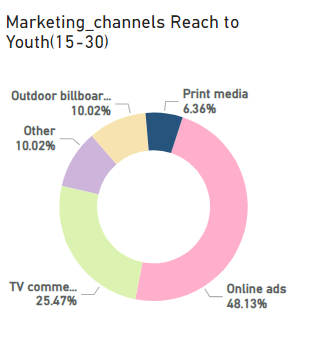 Marketing_channels Reach to
Youth(15-30)
Outdoor billboar...
10.02%
Print media
6.36%
Other
10.02%
TV comme...
25.47%
Online ads
48.13%